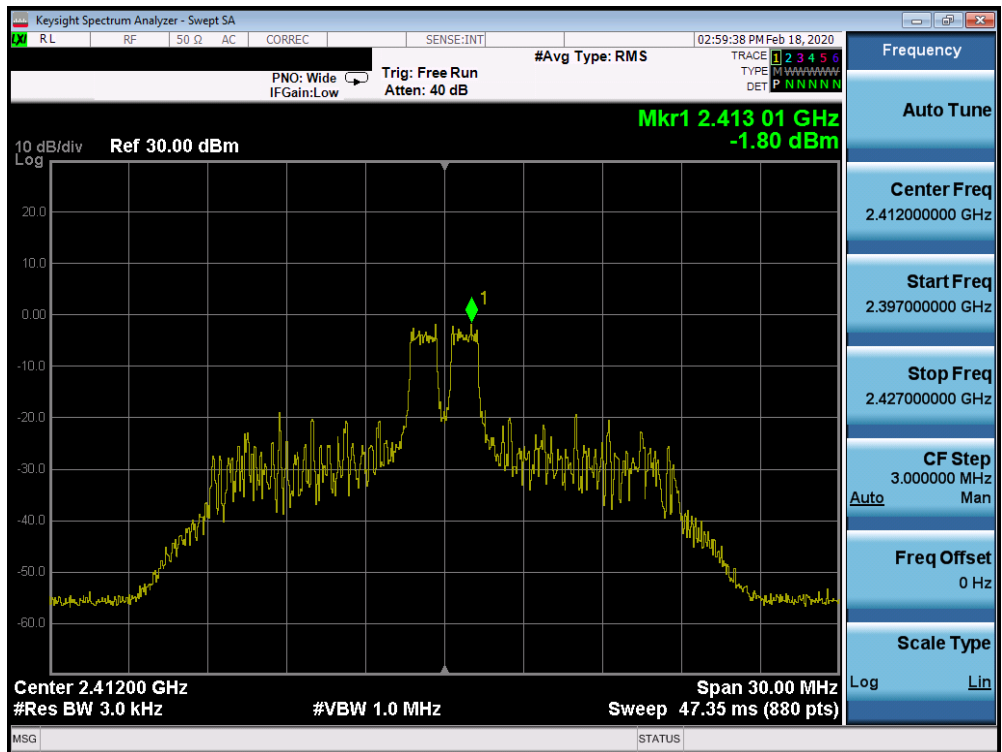 Keysight Spectrum Analyzer - Swept SA
LXI RL RF 50 Ω AC CORREC SENSE:INT 02:59:38 PM Feb 18, 2020
#Avg Type: RMS TRACE 1 2 3 4 5 6
PNO: Wide Trig: Free Run TYPE M WWWWW
IFGain:Low Atten: 40 dB DET P N N N N N
Mkr1 2.413 01 GHz
-1.80 dBm
10 dB/div Ref 30.00 dBm
Log
20.0
10.0
0.00
-10.0
-20.0
-30.0
-40.0
-50.0
-60.0
1
Center 2.41200 GHz Span 30.00 MHz
#Res BW 3.0 kHz #VBW 1.0 MHz Sweep 47.35 ms (880 pts)
MSG STATUS
Frequency
Auto Tune
Center Freq
2.412000000 GHz
Start Freq
2.397000000 GHz
Stop Freq
2.427000000 GHz
CF Step
3.000000 MHz
Auto Man
Freq Offset
0 Hz
Scale Type
Log Lin